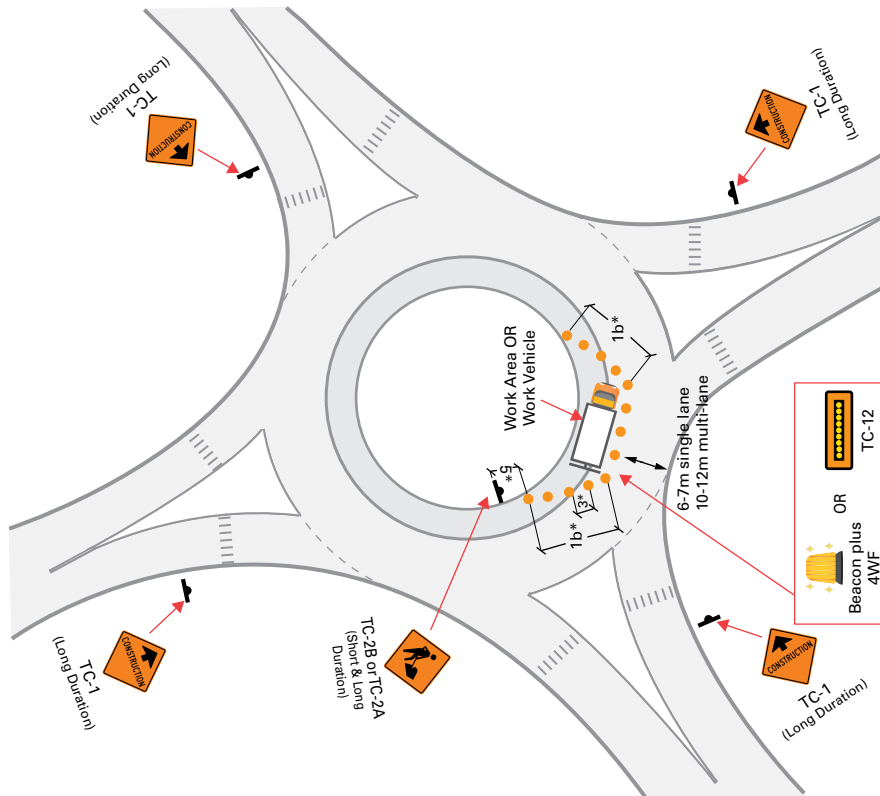 TC-1
(Long Duration)
CONSTRUCTION
TC-1
(Long Duration)
CONSTRUCTION
Work Area OR
Work Vehicle
1b*
5*
3*
1b*
6-7m single lane
10-12m multi-lane
TC-2B or TC-2A
(Short & Long
Duration)
TC-1
(Long Duration)
CONSTRUCTION
TC-1
(Long Duration)
CONSTRUCTION
Beacon plus
4WF
OR
TC-12